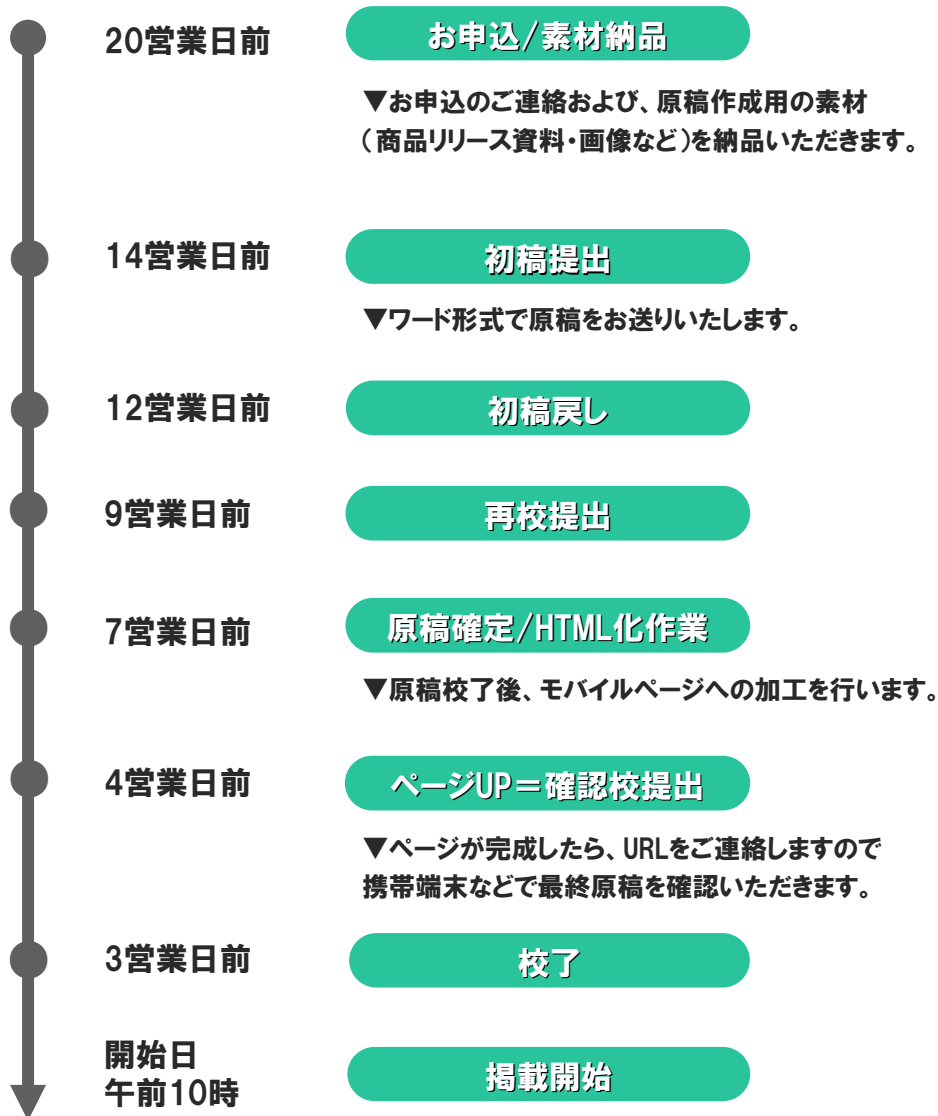 20営業日前
お申込/素材納品
▼お申込のご連絡および、原稿作成用の素材
(商品リリース資料・画像など)を納品いただきます。
14営業日前
初稿提出
▼ワード形式で原稿をお送りいたします。
12営業日前
初稿戻し
9営業日前
再校提出
7営業日前
原稿確定/HTML化作業
▼原稿校了後、モバイルページへの加工を行います。
4営業日前
ページUP=確認校提出
▼ページが完成したら、URLをご連絡しますので
携帯端末などで最終原稿を確認いただきます。
3営業日前
校了
開始日
午前10時
掲載開始